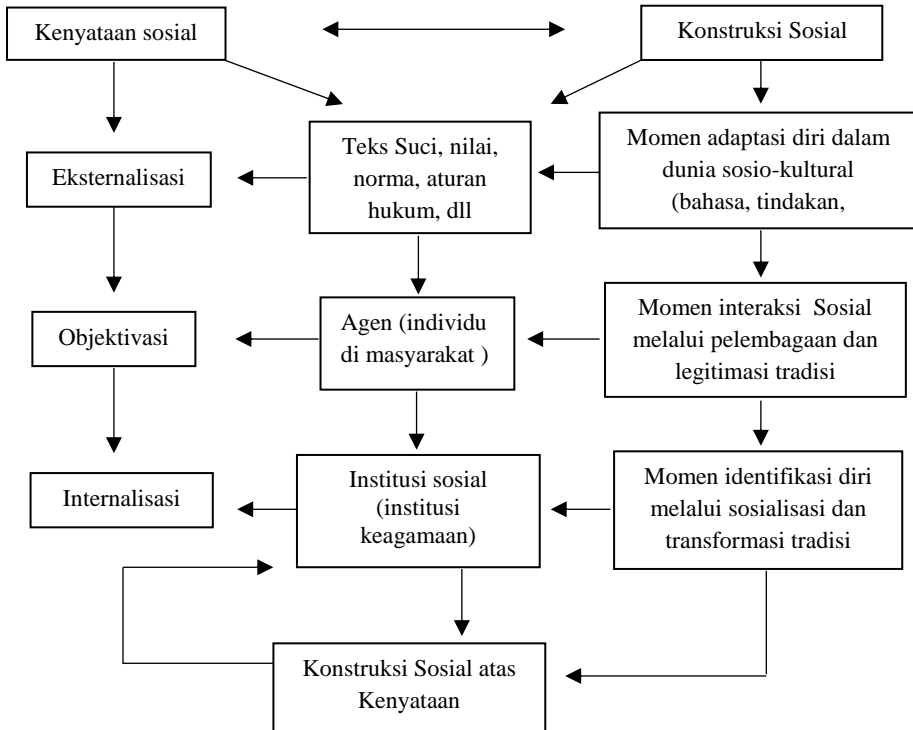 Kenyataan sosial
Konstruksi Sosial
Eksternalisasi
Teks Suci, nilai,
norma, aturan
hukum, dll
Momen adaptasi diri dalam
dunia sosio-kultural
(bahasa, tindakan,
Objektivasi
Agen (individu
di masyarakat )
Momen interaksi  Sosial
melalui pelembagaan dan
legitimasi tradisi
Internalisasi
Institusi sosial
(institusi
keagamaan)
Momen identifikasi diri
melalui sosialisasi dan
transformasi tradisi
Konstruksi Sosial atas
Kenyataan